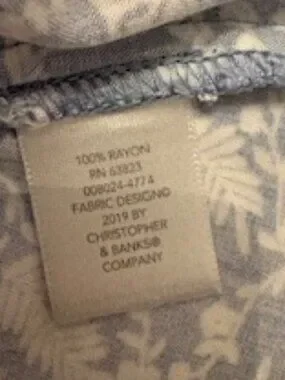 100% RAYON
RN 63823
008024-4774
FABRIC DESIGN©
2019 BY
CHRISTOPHER
& BANKS®
COMPANY